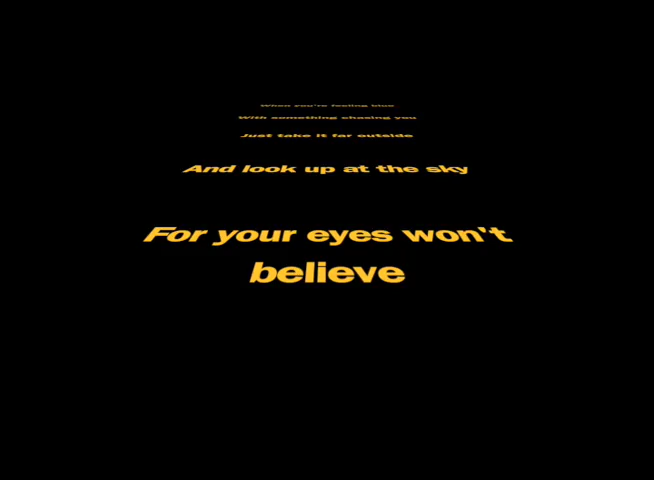 When you're feeling blue
With something chasing you
Just take it far outside
And look up at the sky
For your eyes won't
believe